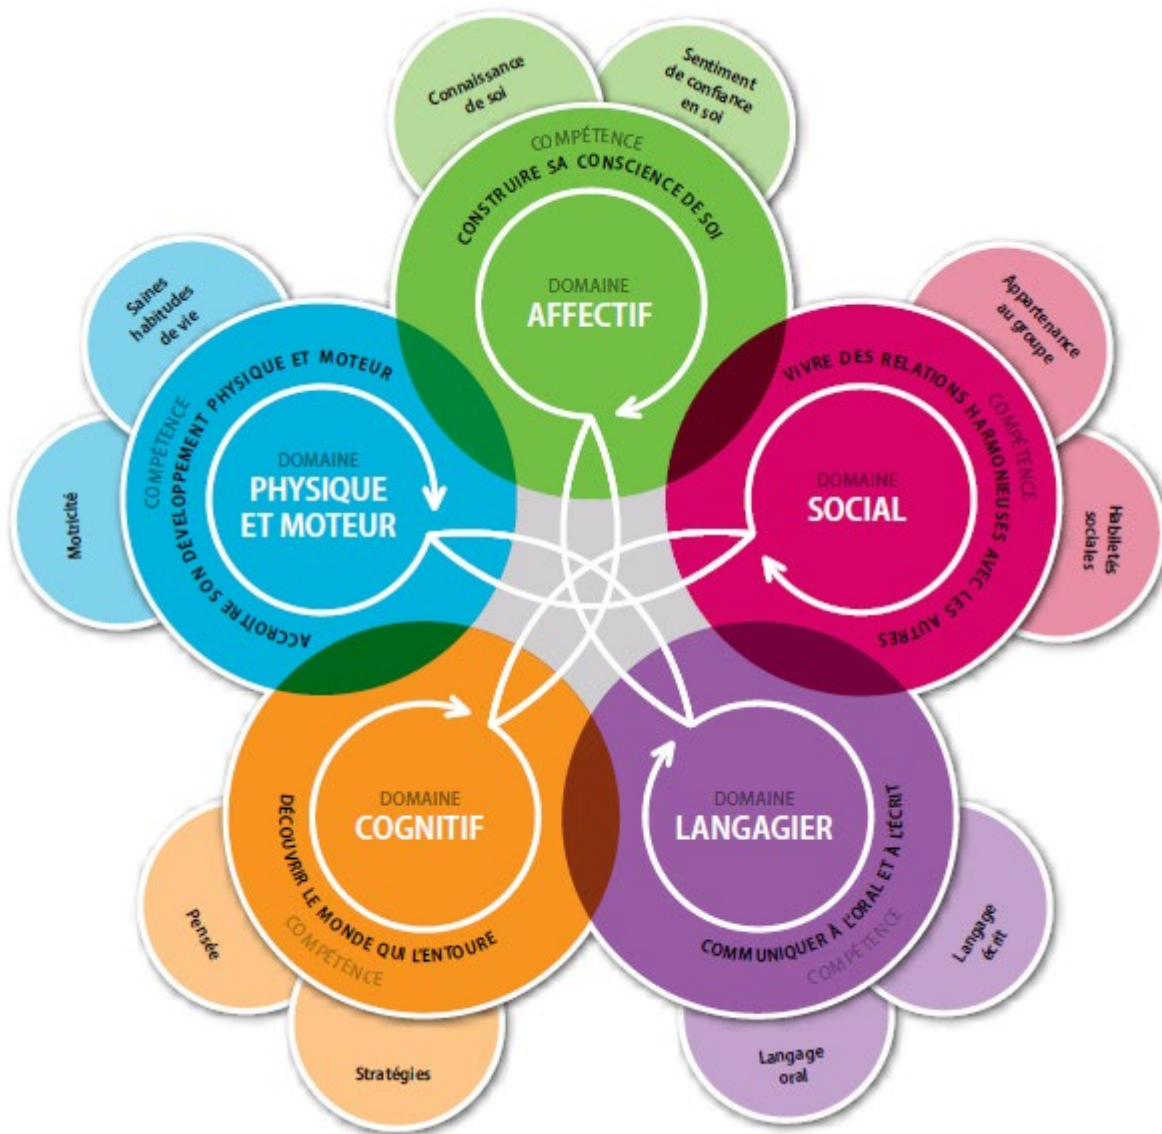 Connaissance
de soi
Sentiment
de confiance
en soi
COMPÉTENCE
CONSTRUIRE SA CONSCIENCE DE SOI
DOMAINE
AFFECTIF
Saines
habitudes
de vie
Motricité
COMPÉTENCE
ACCROÎTRE SON DÉVELOPPEMENT PHYSIQUE ET MOTEUR
DOMAINE
PHYSIQUE
ET MOTEUR
Appartenance
au groupe
Habiletés
sociales
COMPÉTENCE
VIVRE DES RELATIONS HARMONIEUSES AVEC LES AUTRES
DOMAINE
SOCIAL
DOMAINE
COGNITIF
DÉCOUVRIR LE MONDE QUI L'ENTOURE
COMPÉTENCE
Pensée
Stratégies
DOMAINE
LANGAGIER
COMMUNIQUER À L'ORAL ET À L'ÉCRIT
COMPÉTENCE
Langage
écrit
Langage
oral